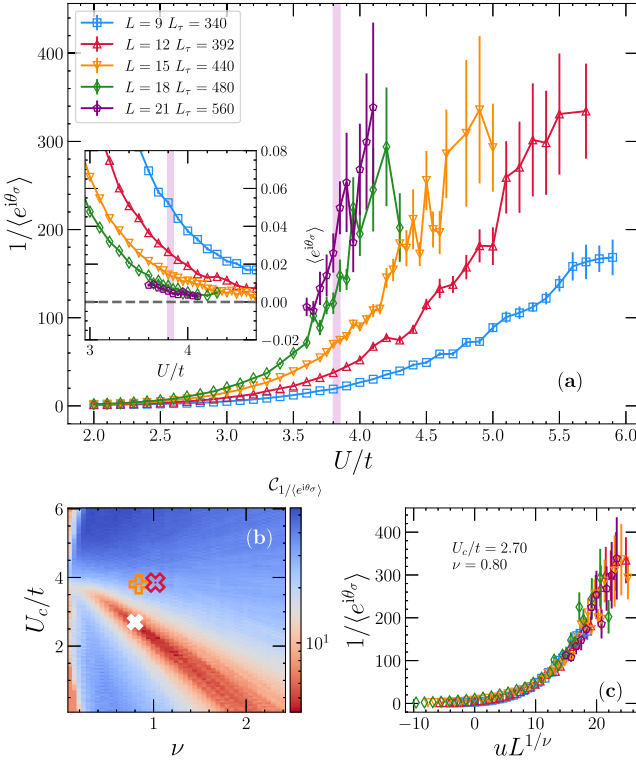 400
300
200
100
0
1/⟨e^{iθ_σ}⟩
L = 9 L_τ = 340
L = 12 L_τ = 392
L = 15 L_τ = 440
L = 18 L_τ = 480
L = 21 L_τ = 560
0.08
0.06
0.04
0.02
0.00
−0.02
⟨e^{iθ_σ}⟩
3 4
U/t
(a)
2.0 2.5 3.0 3.5 4.0 4.5 5.0 5.5 6.0
U/t
C_{1/⟨e^{iθ_σ}⟩}
(b)
6
4
2
U_c/t
10^1
1 2
ν
400
300
200
100
0
1/⟨e^{iθ_σ}⟩
U_c/t = 2.70
ν = 0.80
(c)
−10 0 10 20
uL^{1/ν}